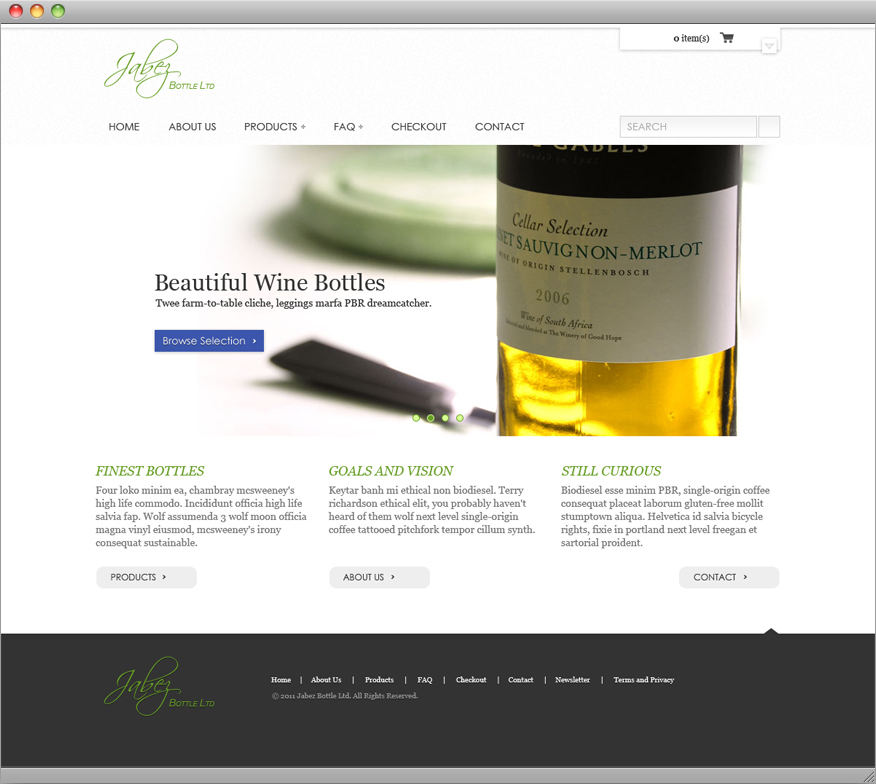 Jabez
Bottle Ltd
0 item(s)
HOME ABOUT US PRODUCTS + FAQ + CHECKOUT CONTACT
SEARCH
GABLES
Cellar Selection
NET SAUVIGNON-MERLOT
WINE OF ORIGIN STELLENBOSCH
2006
Wine of South Africa
and bottled at The Winery of Good Hope
Beautiful Wine Bottles
Twee farm-to-table cliche, leggings marfa PBR dreamcatcher.
Browse Selection >
FINEST BOTTLES
Four loko minim ea, chambray mcsweeney's
high life commodo. Incididunt officia high life
salvia fap. Wolf assumenda 3 wolf moon officia
magna vinyl eiusmod, mcsweeney's irony
consequat sustainable.
PRODUCTS >
GOALS AND VISION
Keytar banh mi ethical non biodiesel. Terry
richardson ethical elit, you probably haven't
heard of them wolf next level single-origin
coffee tattooed pitchfork tempor cillum synth.
ABOUT US >
STILL CURIOUS
Biodiesel esse minim PBR, single-origin coffee
consequat placeat laborum gluten-free mollit
stumptown aliqua. Helvetica id salvia bicycle
rights, fixie in portland next level freegan et
sartorial proident.
CONTACT >
Jabez
Bottle Ltd
Home | About Us | Products | FAQ | Checkout | Contact | Newsletter | Terms and Privacy
© 2011 Jabez Bottle Ltd. All Rights Reserved.